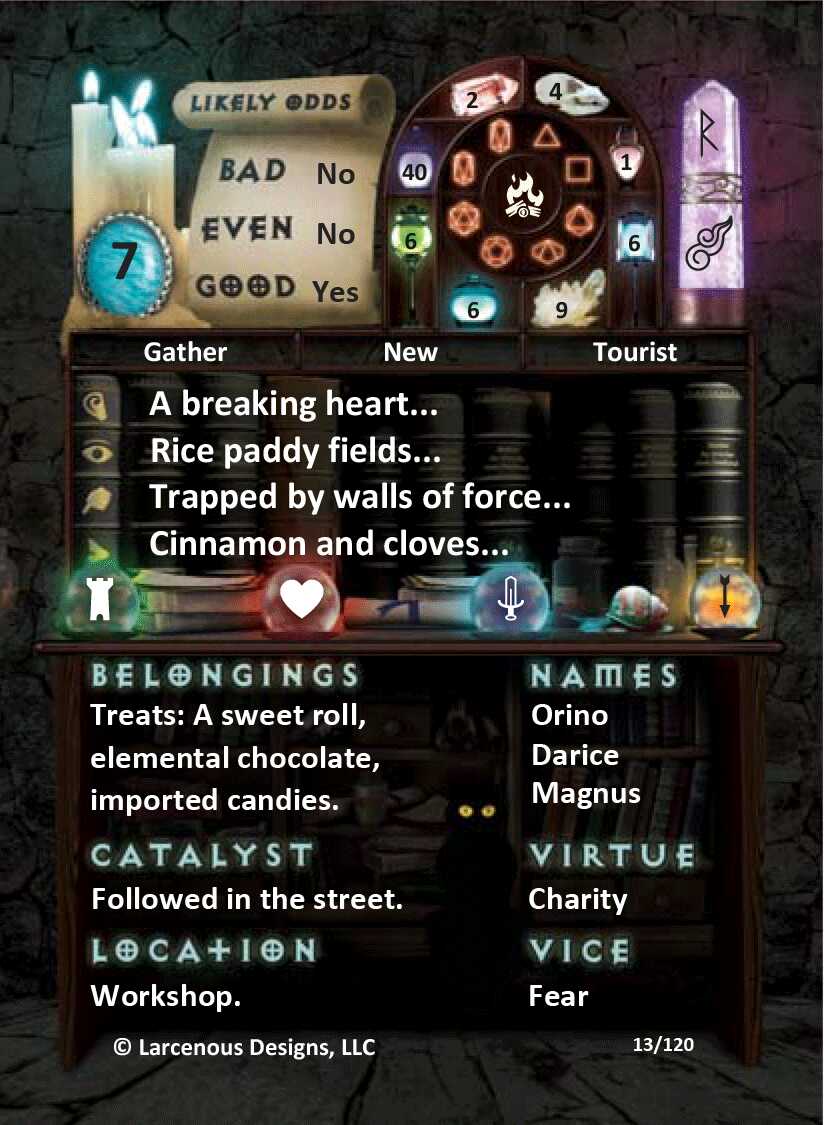 LIKELY ODDS
BAD No
EVEN No
GOOD Yes
7
2
4
40
1
6
6
6
9
ᚱ
Gather New Tourist
A breaking heart...
Rice paddy fields...
Trapped by walls of force...
Cinnamon and cloves...
BELONGINGS
Treats: A sweet roll,
elemental chocolate,
imported candies.
NAMES
Orino
Darice
Magnus
CATALYST
Followed in the street.
VIRTUE
Charity
LOCATION
Workshop.
VICE
Fear
© Larcenous Designs, LLC
13/120